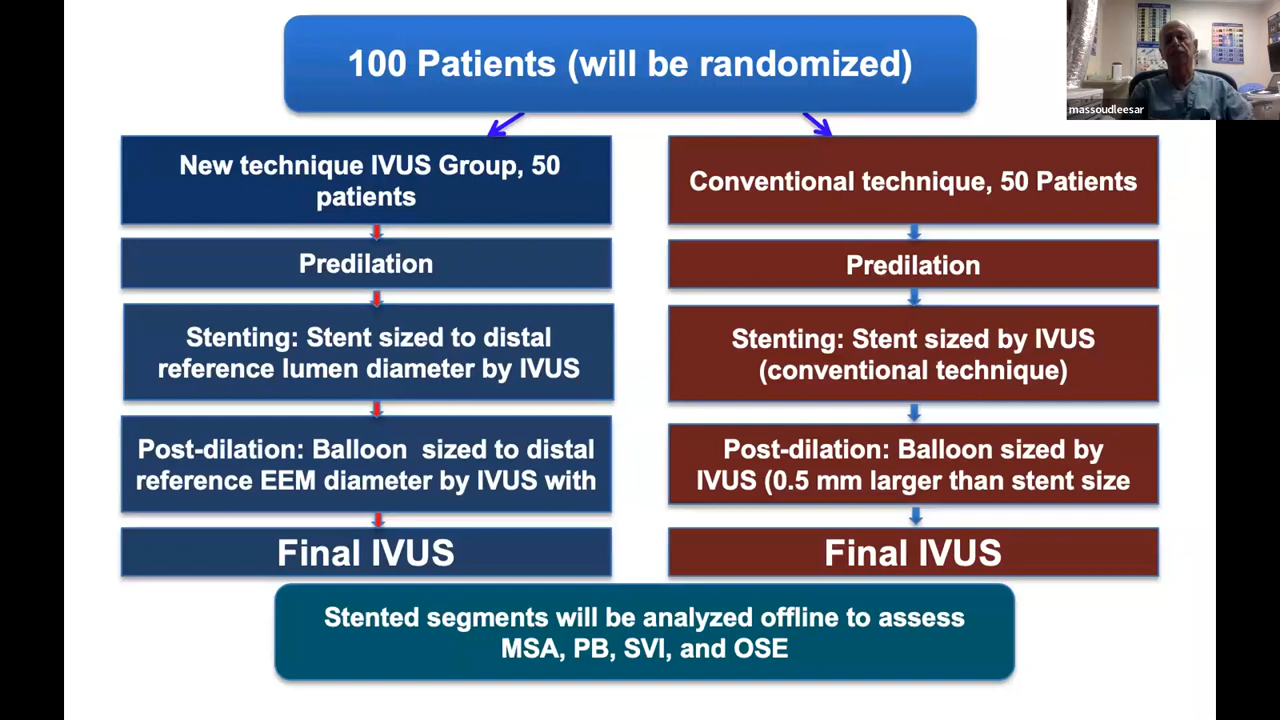 100 Patients (will be randomized)
massoudleesar
New technique IVUS Group, 50
patients
Predilation
Stenting: Stent sized to distal
reference lumen diameter by IVUS
Post-dilation: Balloon sized to distal
reference EEM diameter by IVUS with
Final IVUS
Conventional technique, 50 Patients
Predilation
Stenting: Stent sized by IVUS
(conventional technique)
Post-dilation: Balloon sized by
IVUS (0.5 mm larger than stent size
Final IVUS
Stented segments will be analyzed offline to assess
MSA, PB, SVI, and OSE